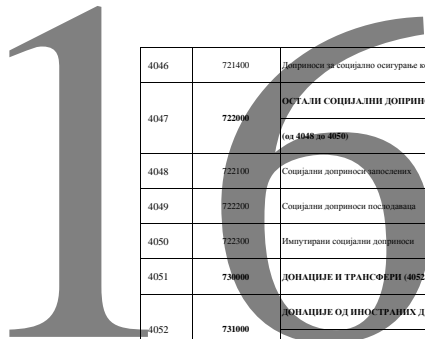 16
4046 721400 Доприноси за социјално осигурање
4047 722000 ОСТАЛИ СОЦИЈАЛНИ
(од 4048 до 4050)
4048 722100 Социјални доприноси запослених
4049 722200 Социјални доприноси послодаваца
4050 722300 Импутирани социјални доприноси
4051 730000 ДОНАЦИЈЕ И ТРАНСФЕРИ (4052
4052 731000 ДОНАЦИЈЕ ОД ИНОСТРАНИХ